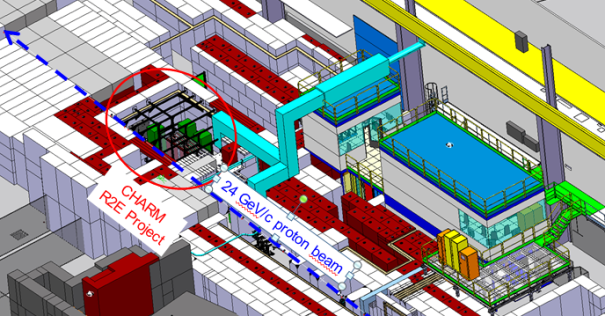 CHARM
R2E Project
24 GeV/c proton beam